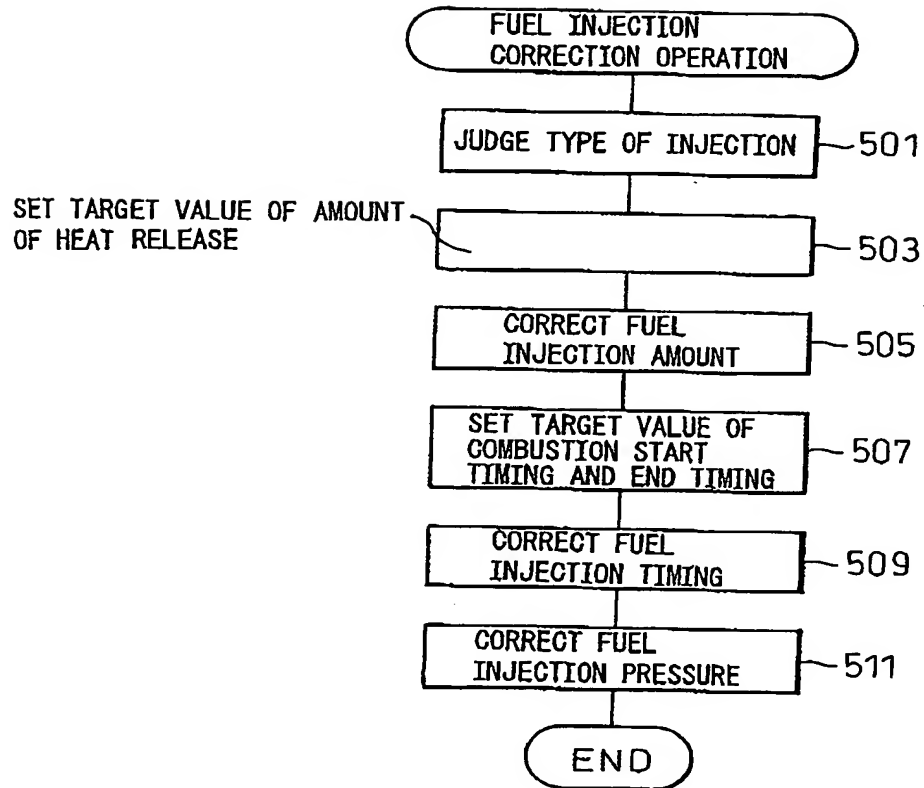 FUEL INJECTION
CORRECTION OPERATION
JUDGE TYPE OF INJECTION
501
SET TARGET VALUE OF AMOUNT
OF HEAT RELEASE
503
CORRECT FUEL
INJECTION AMOUNT
505
SET TARGET VALUE OF
COMBUSTION START
TIMING AND END TIMING
507
CORRECT FUEL
INJECTION TIMING
509
CORRECT FUEL
INJECTION PRESSURE
511
END